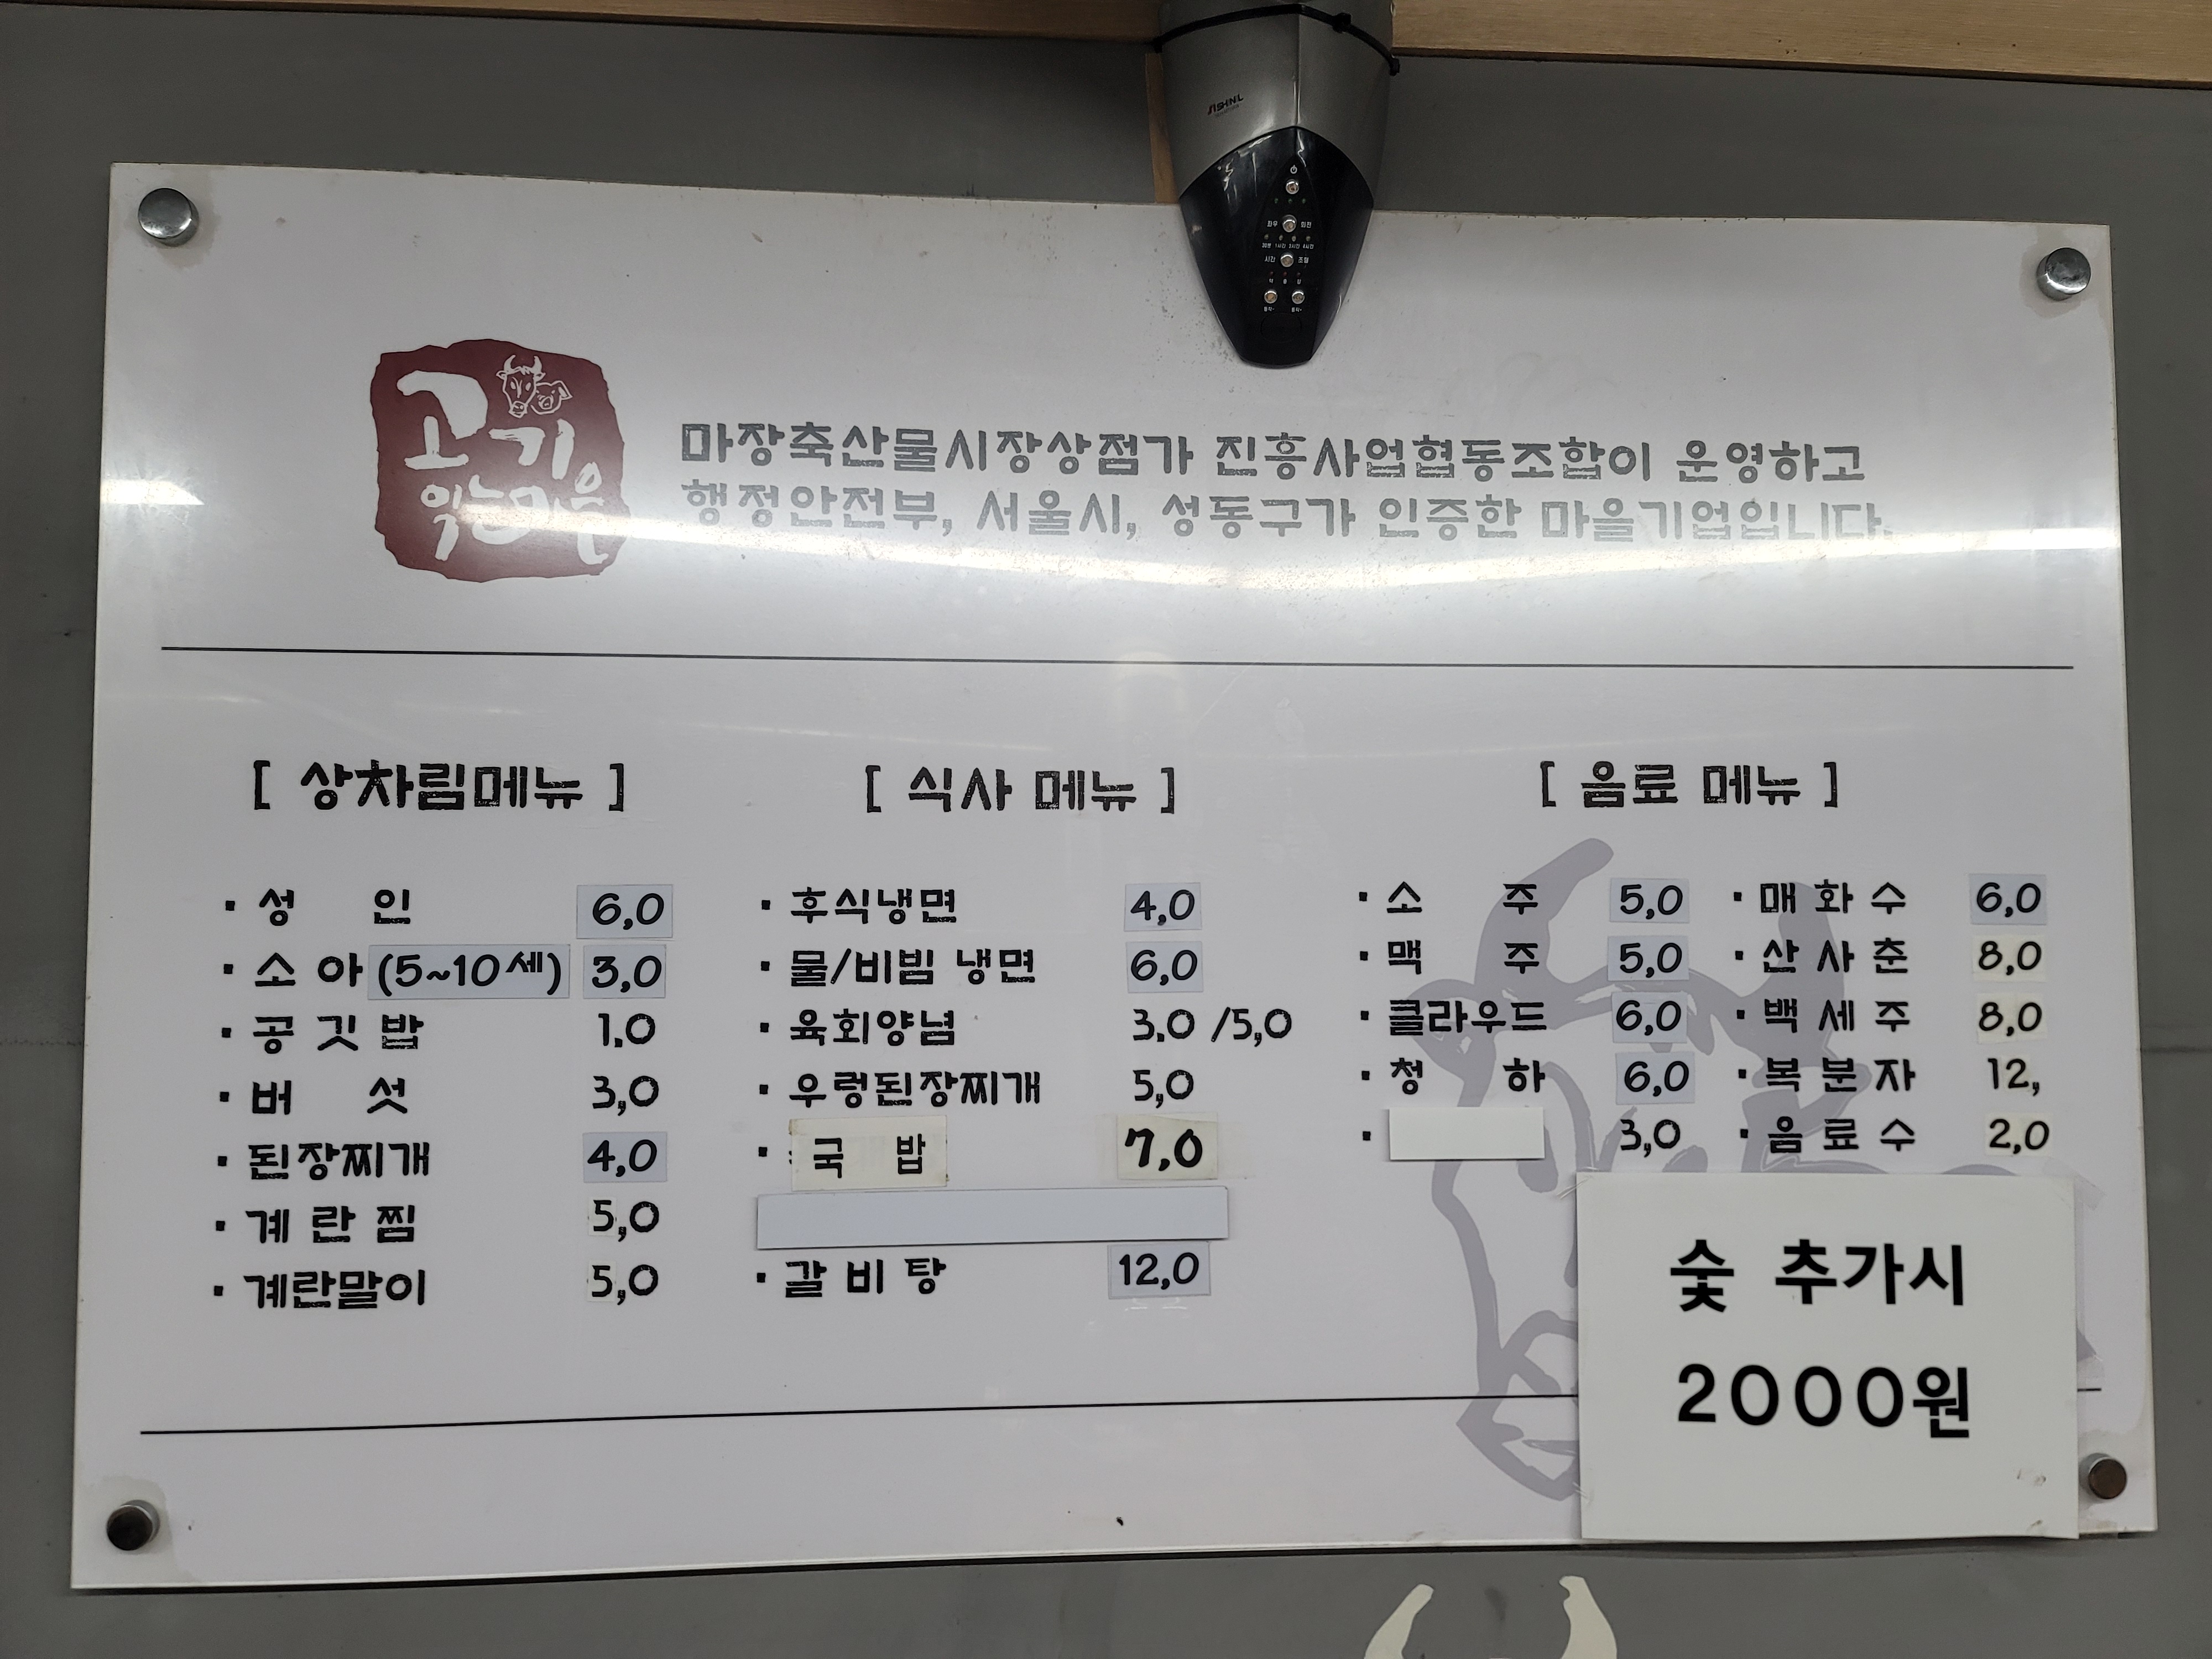 SHINIL
고기
익는마을
마장축산물시장상점가 진흥사업협동조합이 운영하고
행정안전부, 서울시, 성동구가 인증한 마을기업입니다.
[ 상차림메뉴 ]
· 성 인 6,0
· 소 아 (5~10세) 3,0
· 공 깃 밥 1.0
· 버 섯 3,0
· 된장찌개 4,0
· 계 란 찜 5,0
· 계란말이 5,0
[ 식사 메뉴 ]
· 후식냉면 4,0
· 물/비빔 냉면 6,0
· 육회양념 3.0 /5,0
· 우렁된장찌개 5,0
· 국 밥 7,0
· 갈 비 탕 12,0
[ 음료 메뉴 ]
· 소 주 5,0
· 맥 주 5,0
· 클라우드 6,0
· 청 하 6,0
· 3,0
· 매 화 수 6,0
· 산 사 춘 8,0
· 백 세 주 8,0
· 복 분 자 12,
· 음 료 수 2,0
숯 추가시
2000원